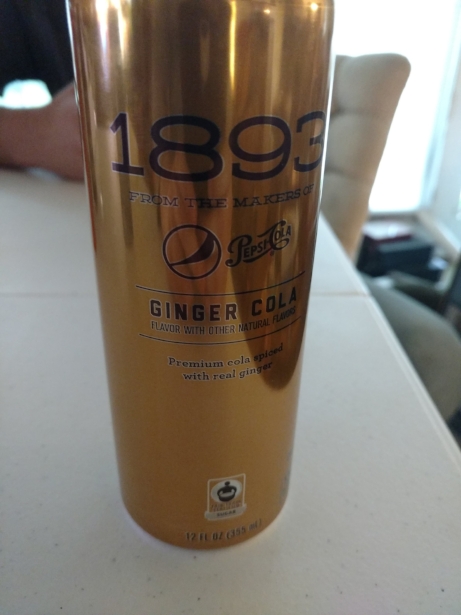 1893
FROM THE MAKERS OF
PEPSI-COLA
GINGER COLA
FLAVOR WITH OTHER NATURAL FLAVORS
Premium cola spiced
with real ginger
12 FL OZ (355 mL)